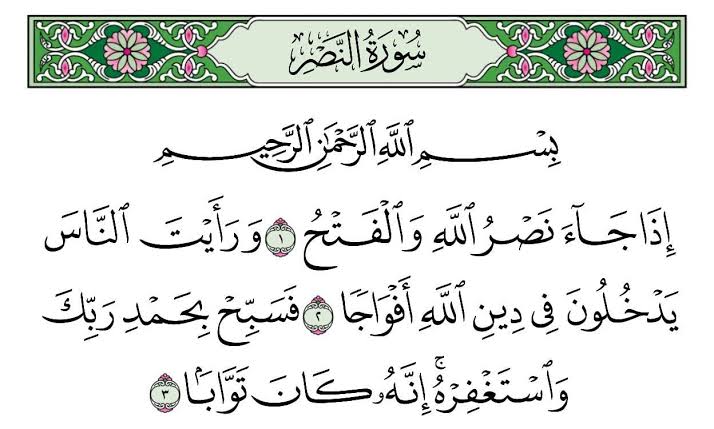 سُورَةُ النَّصْرِ
بِسْمِ ٱللَّهِ ٱلرَّحْمَٰنِ ٱلرَّحِيمِ
إِذَا جَآءَ نَصْرُ ٱللَّهِ وَٱلْفَتْحُ ١ وَرَأَيْتَ ٱلنَّاسَ
يَدْخُلُونَ فِى دِينِ ٱللَّهِ أَفْوَاجًا ٢ فَسَبِّحْ بِحَمْدِ رَبِّكَ
وَٱسْتَغْفِرْهُۚ إِنَّهُۥ كَانَ تَوَّابًۢا ٣